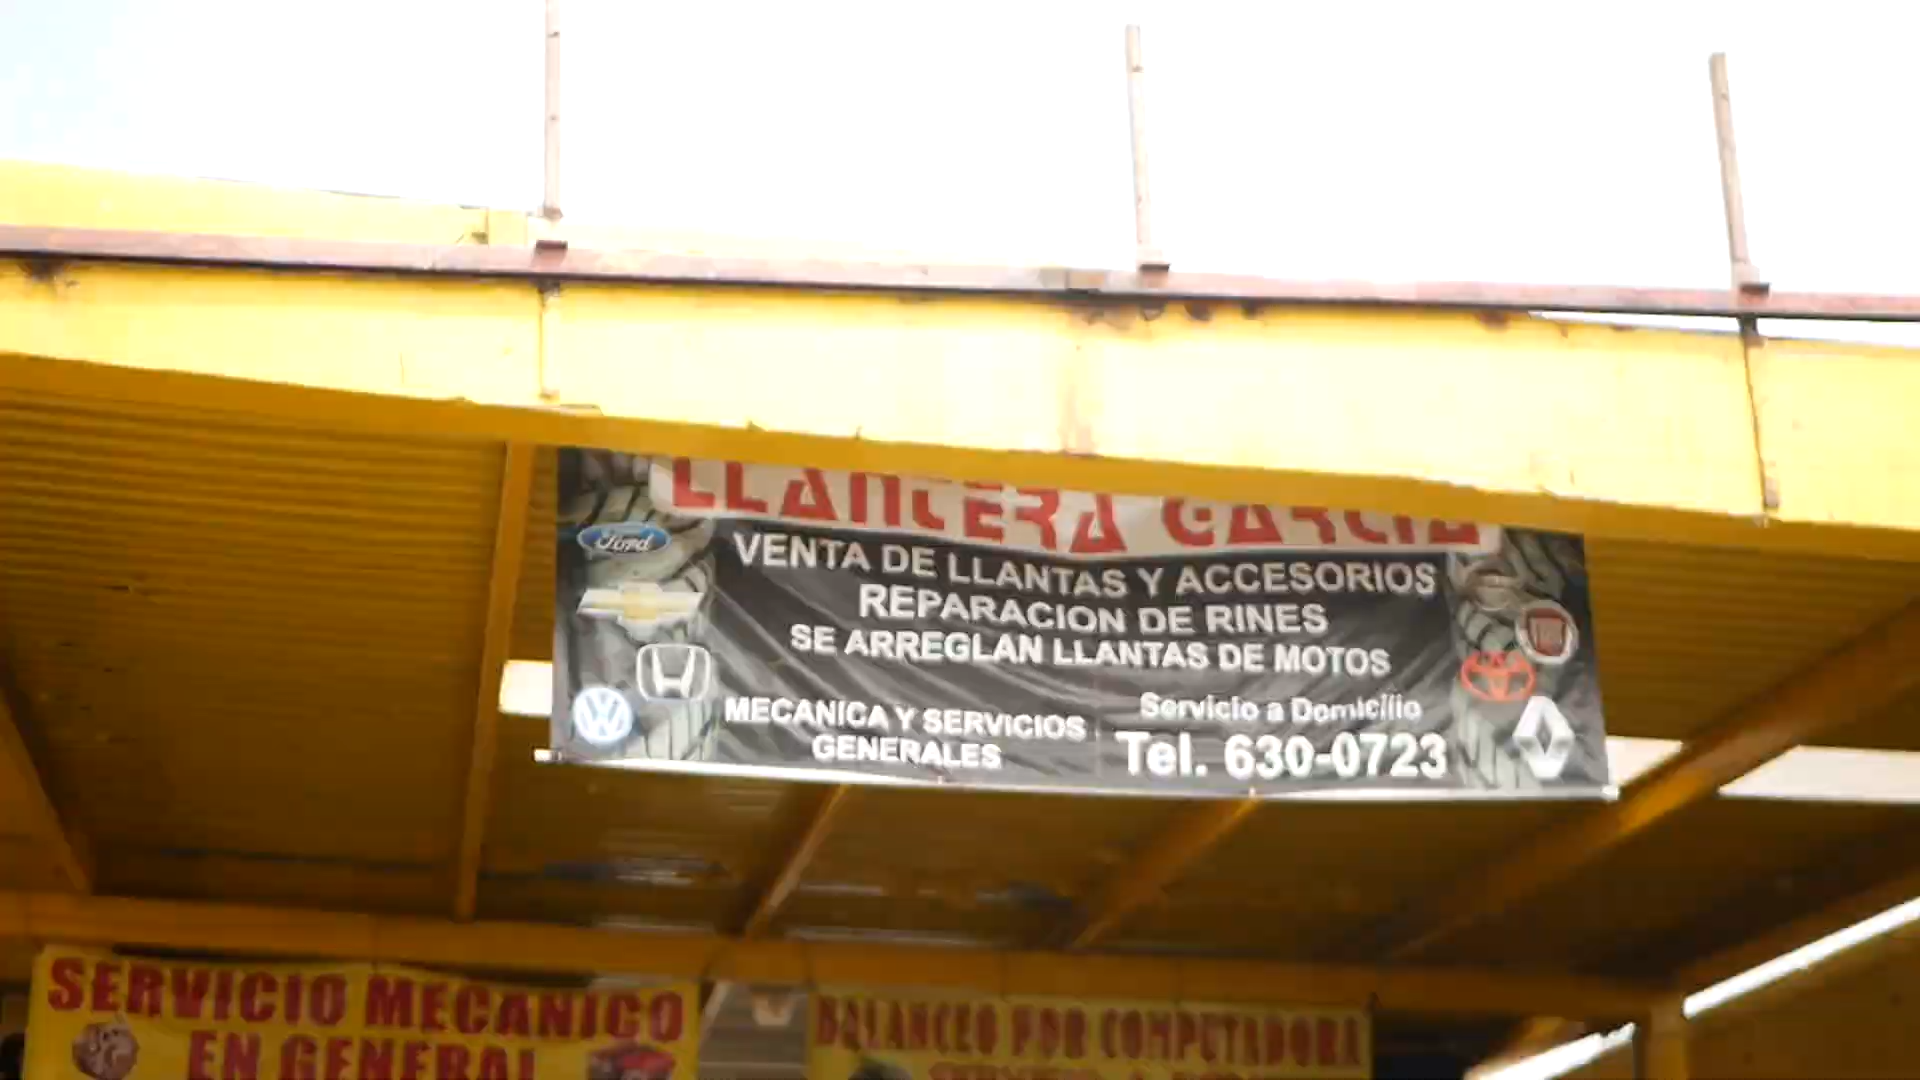 LLANTERA GARCIA
VENTA DE LLANTAS Y ACCESORIOS
REPARACION DE RINES
SE ARREGLAN LLANTAS DE MOTOS
MECANICA Y SERVICIOS
GENERALES
Servicio a Domicilio
Tel. 630-0723
Ford
SERVICIO MECANICO
EN GENERAL
BALANCEO POR COMPUTADORA